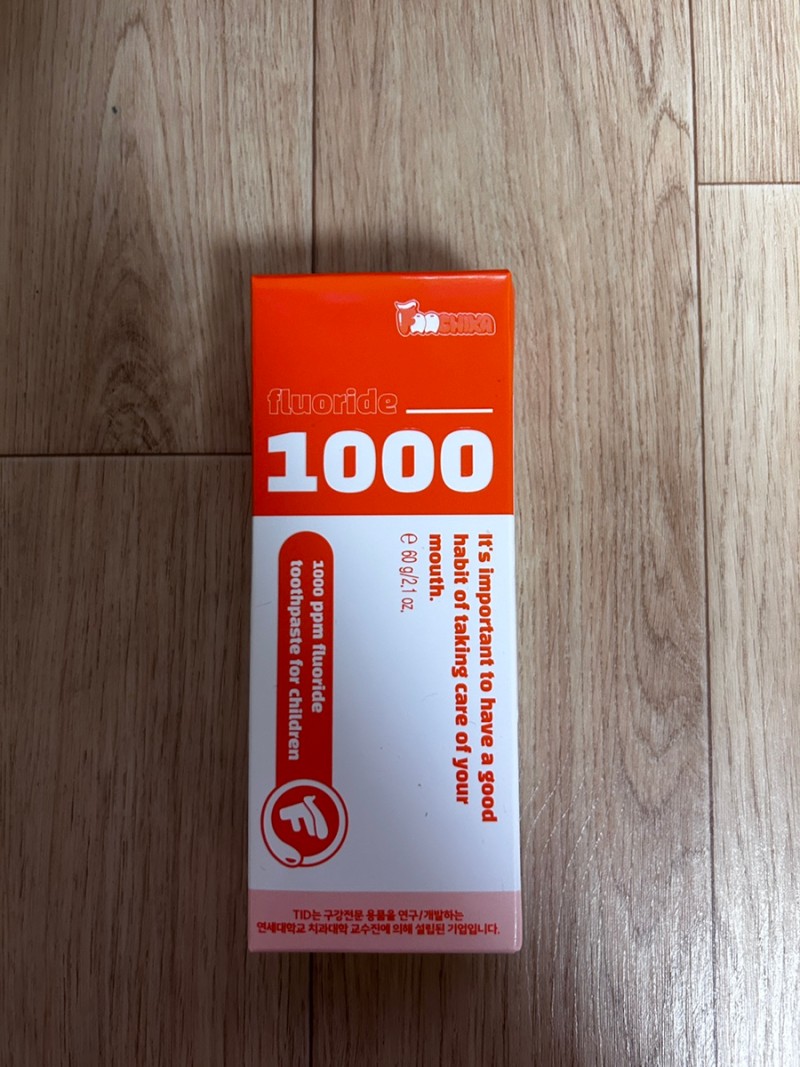 FOOCHIKA
fluoride
1000
It's important to have a good
habit of taking care of your
mouth.
℮ 60 g/2.1 oz.
1000 ppm fluoride
toothpaste for children
F
TID는 구강전문 용품을 연구/개발하는
연세대학교 치과대학 교수진에 의해 설립된 기업입니다.